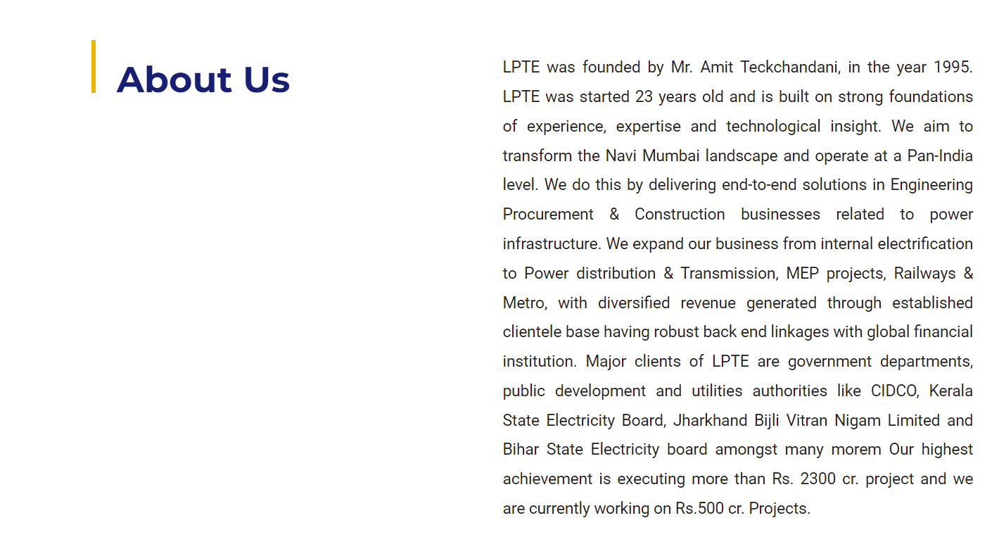 About Us
LPTE was founded by Mr. Amit Teckchandani, in the year 1995.
LPTE was started 23 years old and is built on strong foundations
of experience, expertise and technological insight. We aim to
transform the Navi Mumbai landscape and operate at a Pan-India
level. We do this by delivering end-to-end solutions in Engineering
Procurement & Construction businesses related to power
infrastructure. We expand our business from internal electrification
to Power distribution & Transmission, MEP projects, Railways &
Metro, with diversified revenue generated through established
clientele base having robust back end linkages with global financial
institution. Major clients of LPTE are government departments,
public development and utilities authorities like CIDCO, Kerala
State Electricity Board, Jharkhand Bijli Vitran Nigam Limited and
Bihar State Electricity board amongst many morem Our highest
achievement is executing more than Rs. 2300 cr. project and we
are currently working on Rs.500 cr. Projects.